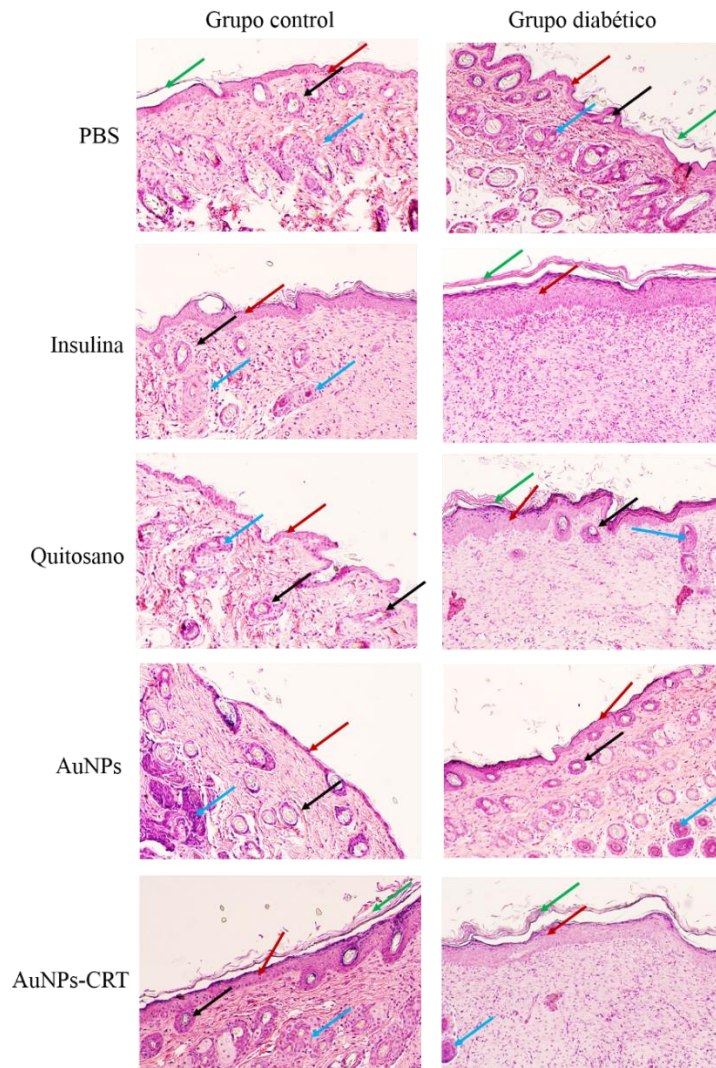 Grupo control
Grupo diabético
PBS
Insulina
Quitosano
AuNPs
AuNPs-CRT